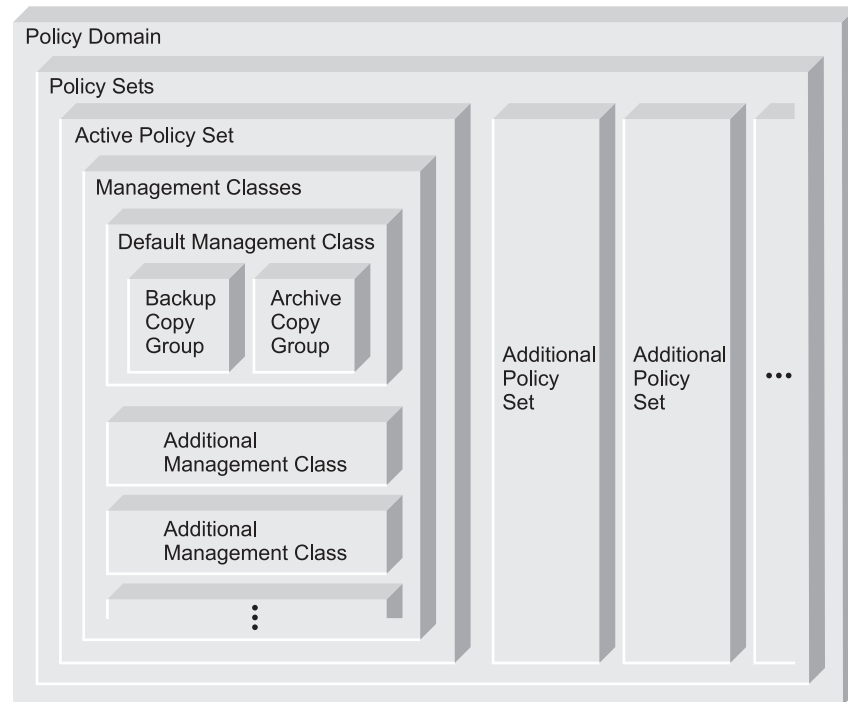 Policy Domain
Policy Sets
Active Policy Set
Management Classes
Default Management Class
Backup
Copy
Group
Archive
Copy
Group
Additional
Management Class
Additional
Management Class
Additional
Policy
Set
Additional
Policy
Set